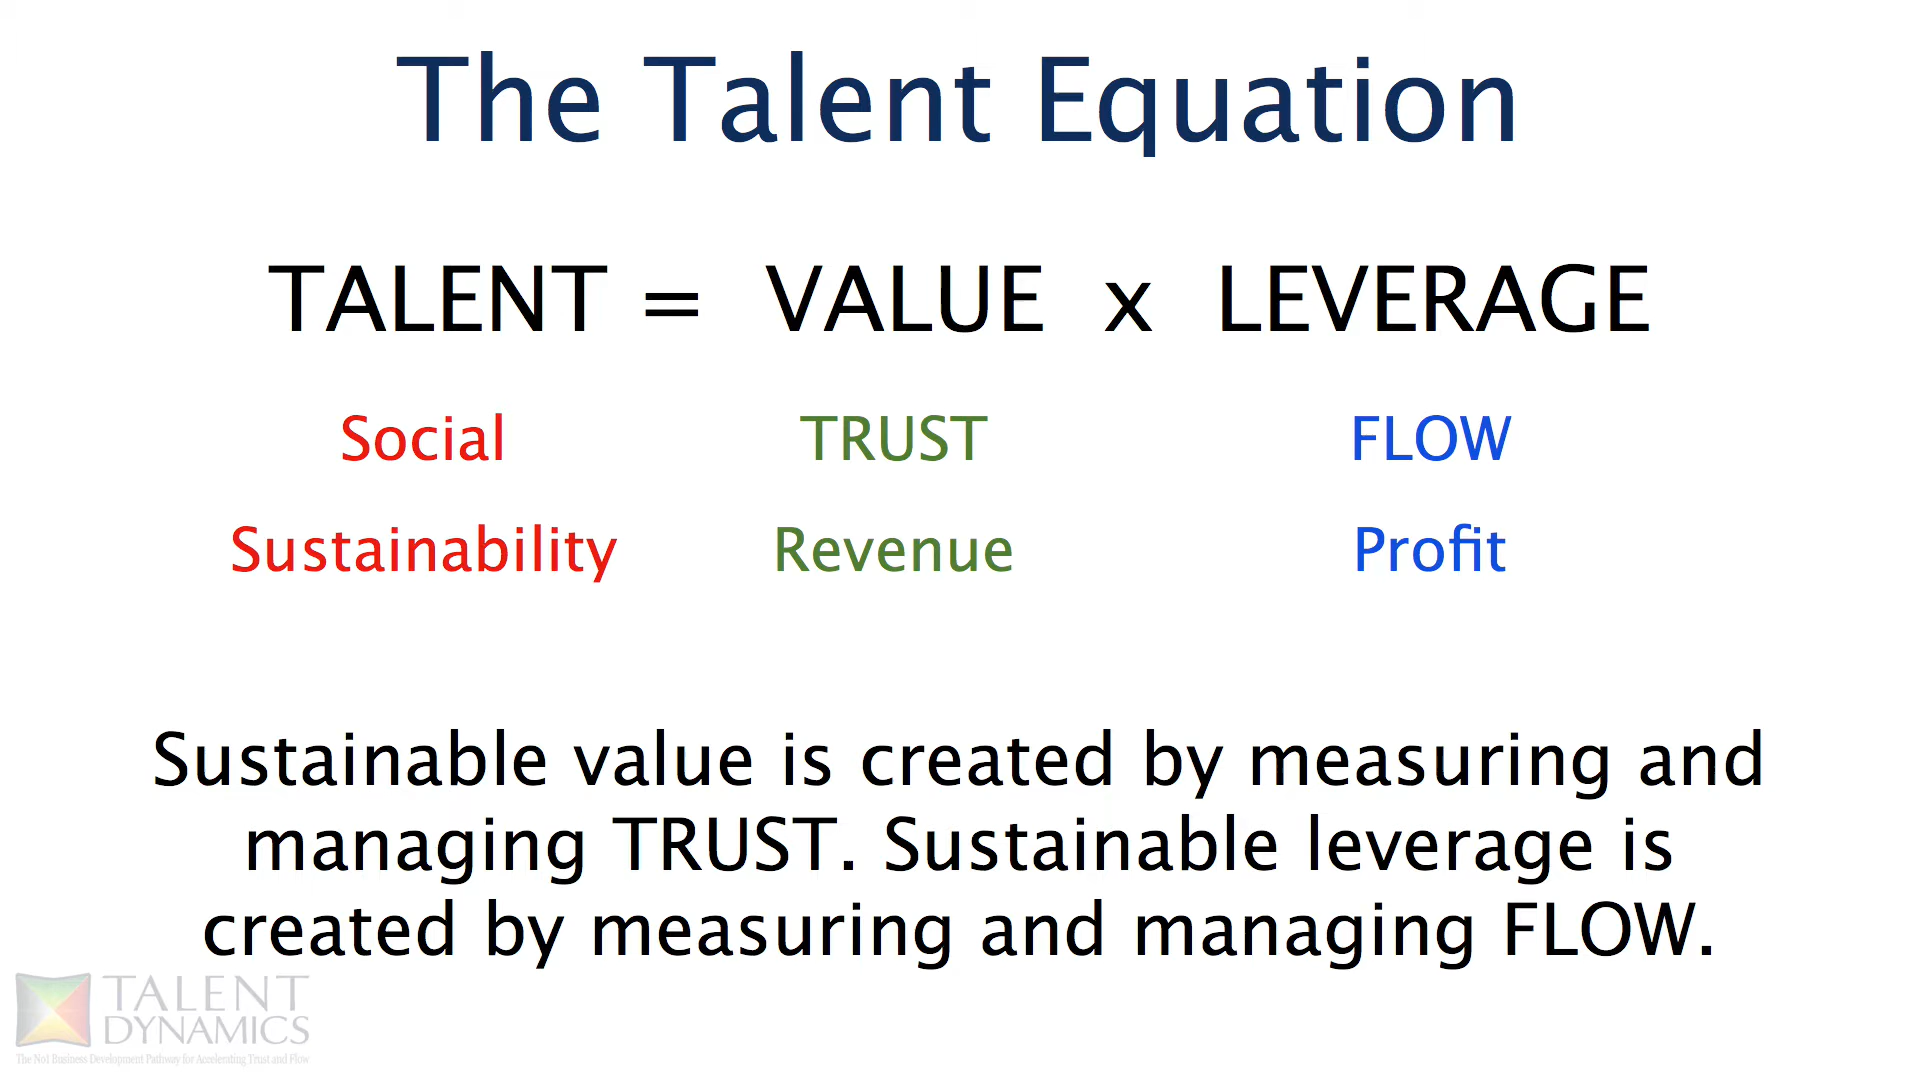 The Talent Equation
TALENT = VALUE x LEVERAGE
Social TRUST FLOW
Sustainability Revenue Profit
Sustainable value is created by measuring and
managing TRUST. Sustainable leverage is
created by measuring and managing FLOW.
TALENT
DYNAMICS
The No1 Business Development Pathway for Accelerating Trust and Flow